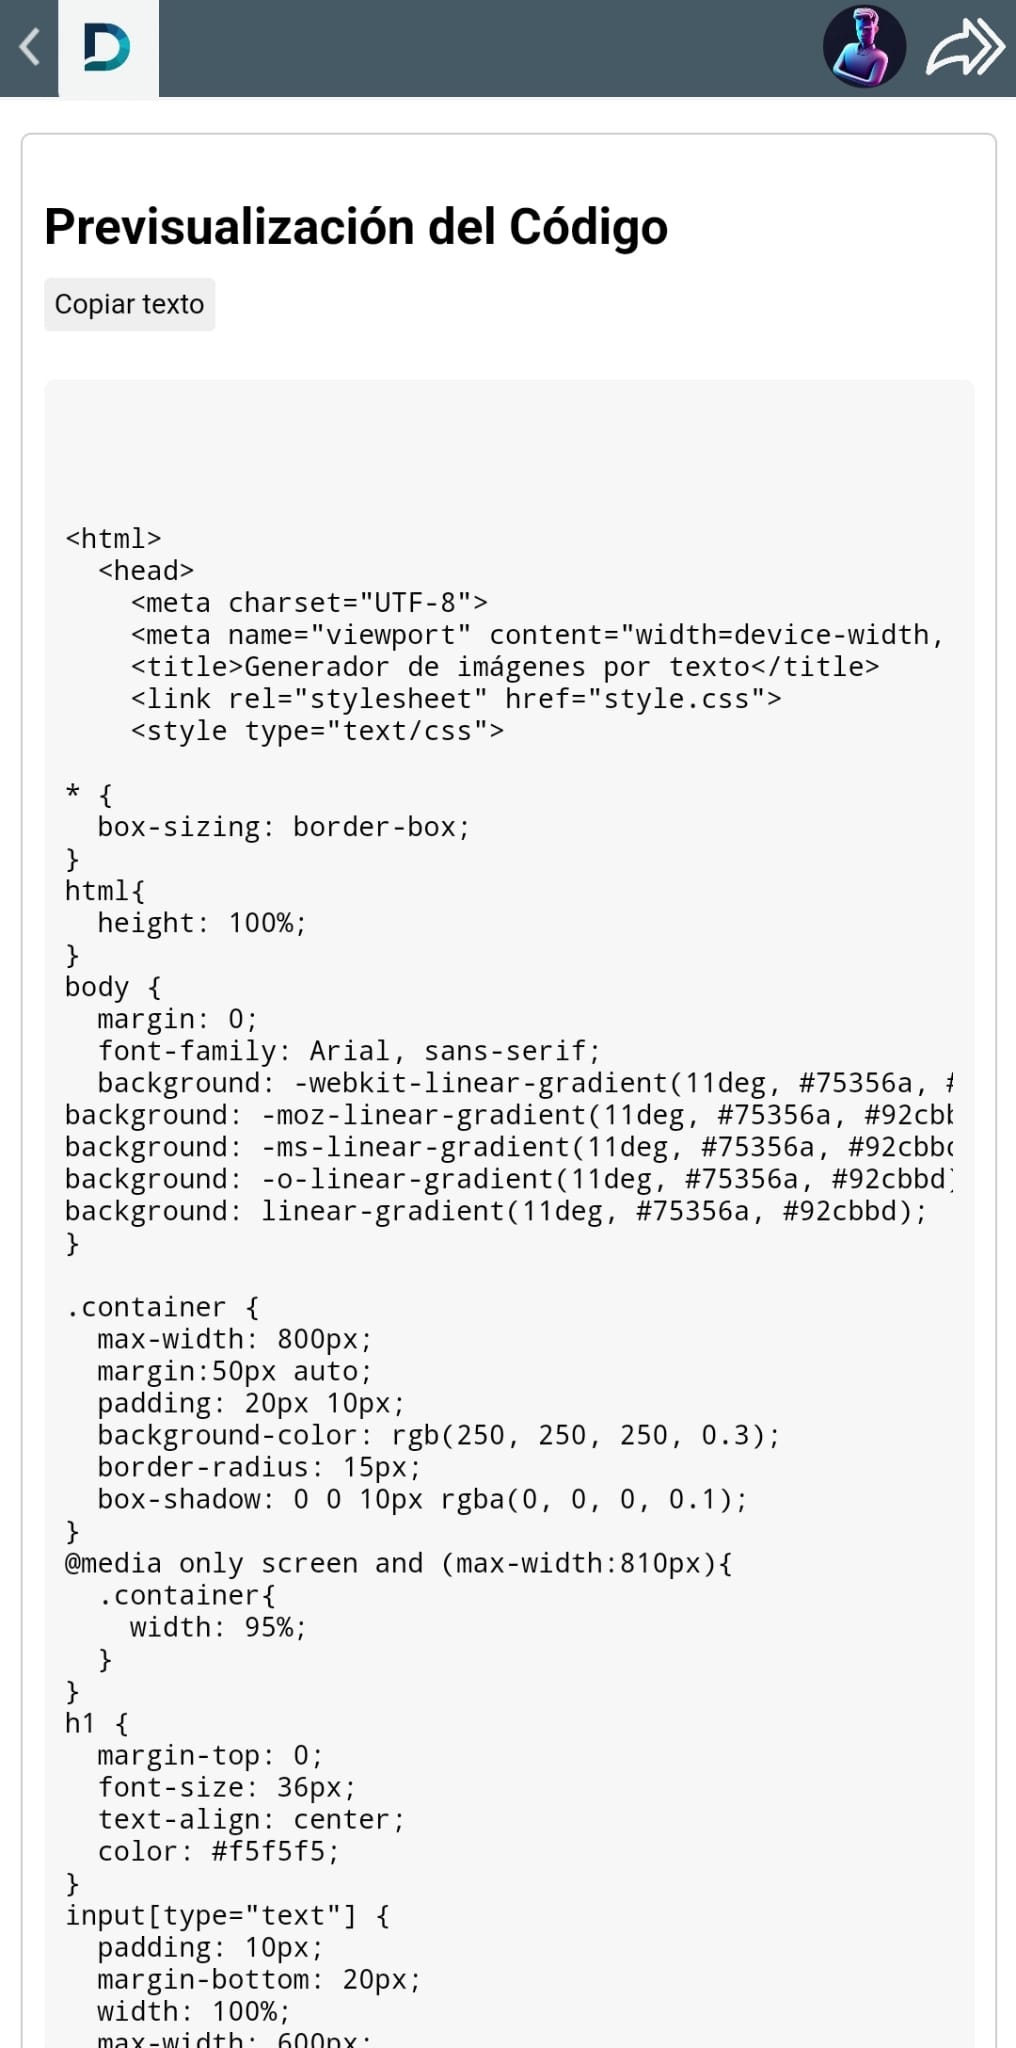 Previsualización del Código
Copiar texto
<html>
  <head>
    <meta charset="UTF-8">
    <meta name="viewport" content="width=device-width,
    <title>Generador de imágenes por texto</title>
    <link rel="stylesheet" href="style.css">
    <style type="text/css">

* {
  box-sizing: border-box;
}
html{
  height: 100%;
}
body {
  margin: 0;
  font-family: Arial, sans-serif;
  background: -webkit-linear-gradient(11deg, #75356a, #
background: -moz-linear-gradient(11deg, #75356a, #92cbb
background: -ms-linear-gradient(11deg, #75356a, #92cbb
background: -o-linear-gradient(11deg, #75356a, #92cbbd)
background: linear-gradient(11deg, #75356a, #92cbbd);
}

.container {
  max-width: 800px;
  margin:50px auto;
  padding: 20px 10px;
  background-color: rgb(250, 250, 250, 0.3);
  border-radius: 15px;
  box-shadow: 0 0 10px rgba(0, 0, 0, 0.1);
}
@media only screen and (max-width:810px){
  .container{
    width: 95%;
  }
}
h1 {
  margin-top: 0;
  font-size: 36px;
  text-align: center;
  color: #f5f5f5;
}
input[type="text"] {
  padding: 10px;
  margin-bottom: 20px;
  width: 100%;
  max-width: 600px;